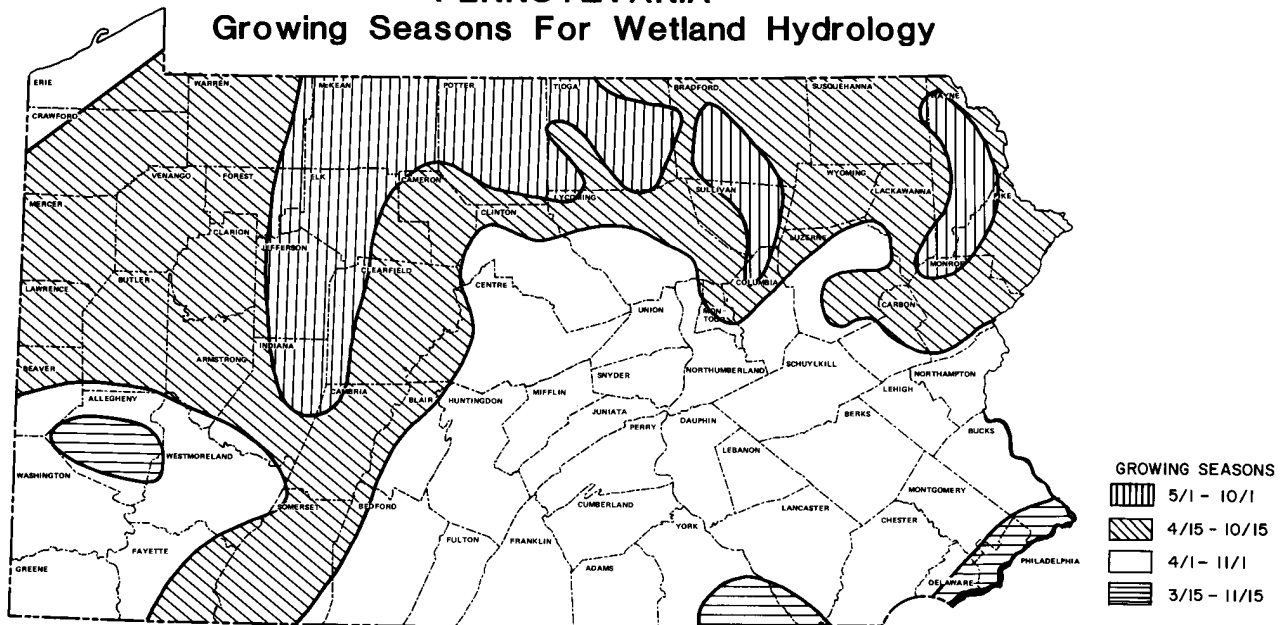 Growing Seasons For Wetland Hydrology
ERIE
WARREN
McKEAN
POTTER
TIOGA
BRADFORD
SUSQUEHANNA
WAYNE
CRAWFORD
VENANGO
FOREST
ELK
CAMERON
CLINTON
LYCOMING
SULLIVAN
WYOMING
LACKAWANNA
PIKE
MERCER
CLARION
JEFFERSON
CLEARFIELD
CENTRE
LUZERNE
MONROE
LAWRENCE
BUTLER
COLUMBIA
UNION
MON-
TOUR
CARBON
BEAVER
ARMSTRONG
INDIANA
CAMBRIA
BLAIR
HUNTINGDON
MIFFLIN
SNYDER
NORTHUMBERLAND
SCHUYLKILL
LEHIGH
NORTHAMPTON
ALLEGHENY
JUNIATA
PERRY
DAUPHIN
BERKS
BUCKS
WASHINGTON
WESTMORELAND
LEBANON
MONTGOMERY
SOMERSET
BEDFORD
CUMBERLAND
LANCASTER
CHESTER
GREENE
FAYETTE
FULTON
FRANKLIN
ADAMS
YORK
DELAWARE
PHILADELPHIA
GROWING SEASONS
5/1 - 10/1
4/15 - 10/15
4/1 - 11/1
3/15 - 11/15